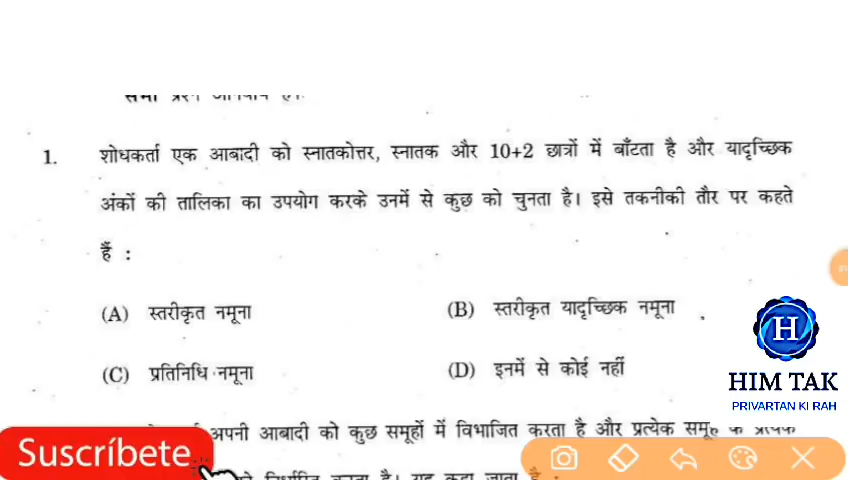 1. शोधकर्ता एक आबादी को स्नातकोत्तर, स्नातक और 10+2 छात्रों में बाँटता है और यादृच्छिक
अंकों की तालिका का उपयोग करके उनमें से कुछ को चुनता है। इसे तकनीकी तौर पर कहते
हैं :
(A) स्तरीकृत नमूना (B) स्तरीकृत यादृच्छिक नमूना
(C) प्रतिनिधि नमूना (D) इनमें से कोई नहीं
H
HIM TAK
PRIVARTAN KI RAH
अपनी आबादी को कुछ समूहों में विभाजित करता है और प्रत्येक समूह
Suscríbete